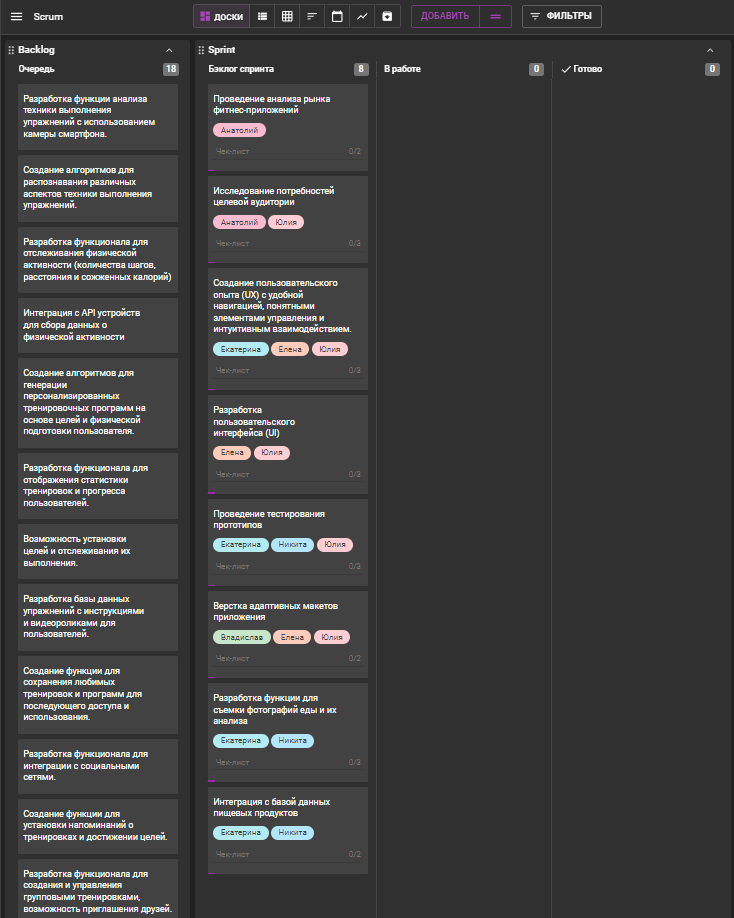 Scrum
ДОСКИ
ДОБАВИТЬ
ФИЛЬТРЫ
Backlog
Очередь 18
Разработка функции анализа
техники выполнения
упражнений с использованием
камеры смартфона.
Создание алгоритмов для
распознавания различных
аспектов техники выполнения
упражнений.
Разработка функционала для
отслеживания физической
активности (количества шагов,
расстояния и сожженных калорий)
Интеграция с API устройств
для сбора данных о
физической активности
Создание алгоритмов для
генерации
персонализированных
тренировочных программ на
основе целей и физической
подготовки пользователя.
Разработка функционала для
отображения статистики
тренировок и прогресса
пользователей.
Возможность установки
целей и отслеживания их
выполнения.
Разработка базы данных
упражнений с инструкциями
и видеороликами для
пользователей.
Создание функции для
сохранения любимых
тренировок и программ для
последующего доступа и
использования.
Разработка функционала для
интеграции с социальными
сетями.
Создание функции для
установки напоминаний о
тренировках и достижении целей.
Разработка функционала для
создания и управления
групповыми тренировками,
возможность приглашения друзей.
Sprint
Бэклог спринта 8
Проведение анализа рынка
фитнес-приложений
Анатолий
Чек-лист 0/2
Исследование потребностей
целевой аудитории
Анатолий Юлия
Чек-лист 0/3
Создание пользовательского
опыта (UX) с удобной
навигацией, понятными
элементами управления и
интуитивным взаимодействием.
Екатерина Елена Юлия
Чек-лист 0/3
Разработка
пользовательского
интерфейса (UI)
Елена Юлия
Чек-лист 0/3
Проведение тестирования
прототипов
Екатерина Никита Юлия
Чек-лист 0/3
Верстка адаптивных макетов
приложения
Владислав Елена Юлия
Чек-лист 0/2
Разработка функции для
съемки фотографий еды и их
анализа
Екатерина Никита
Чек-лист 0/3
Интеграция с базой данных
пищевых продуктов
Екатерина Никита
Чек-лист 0/2
В работе 0
Готово 0